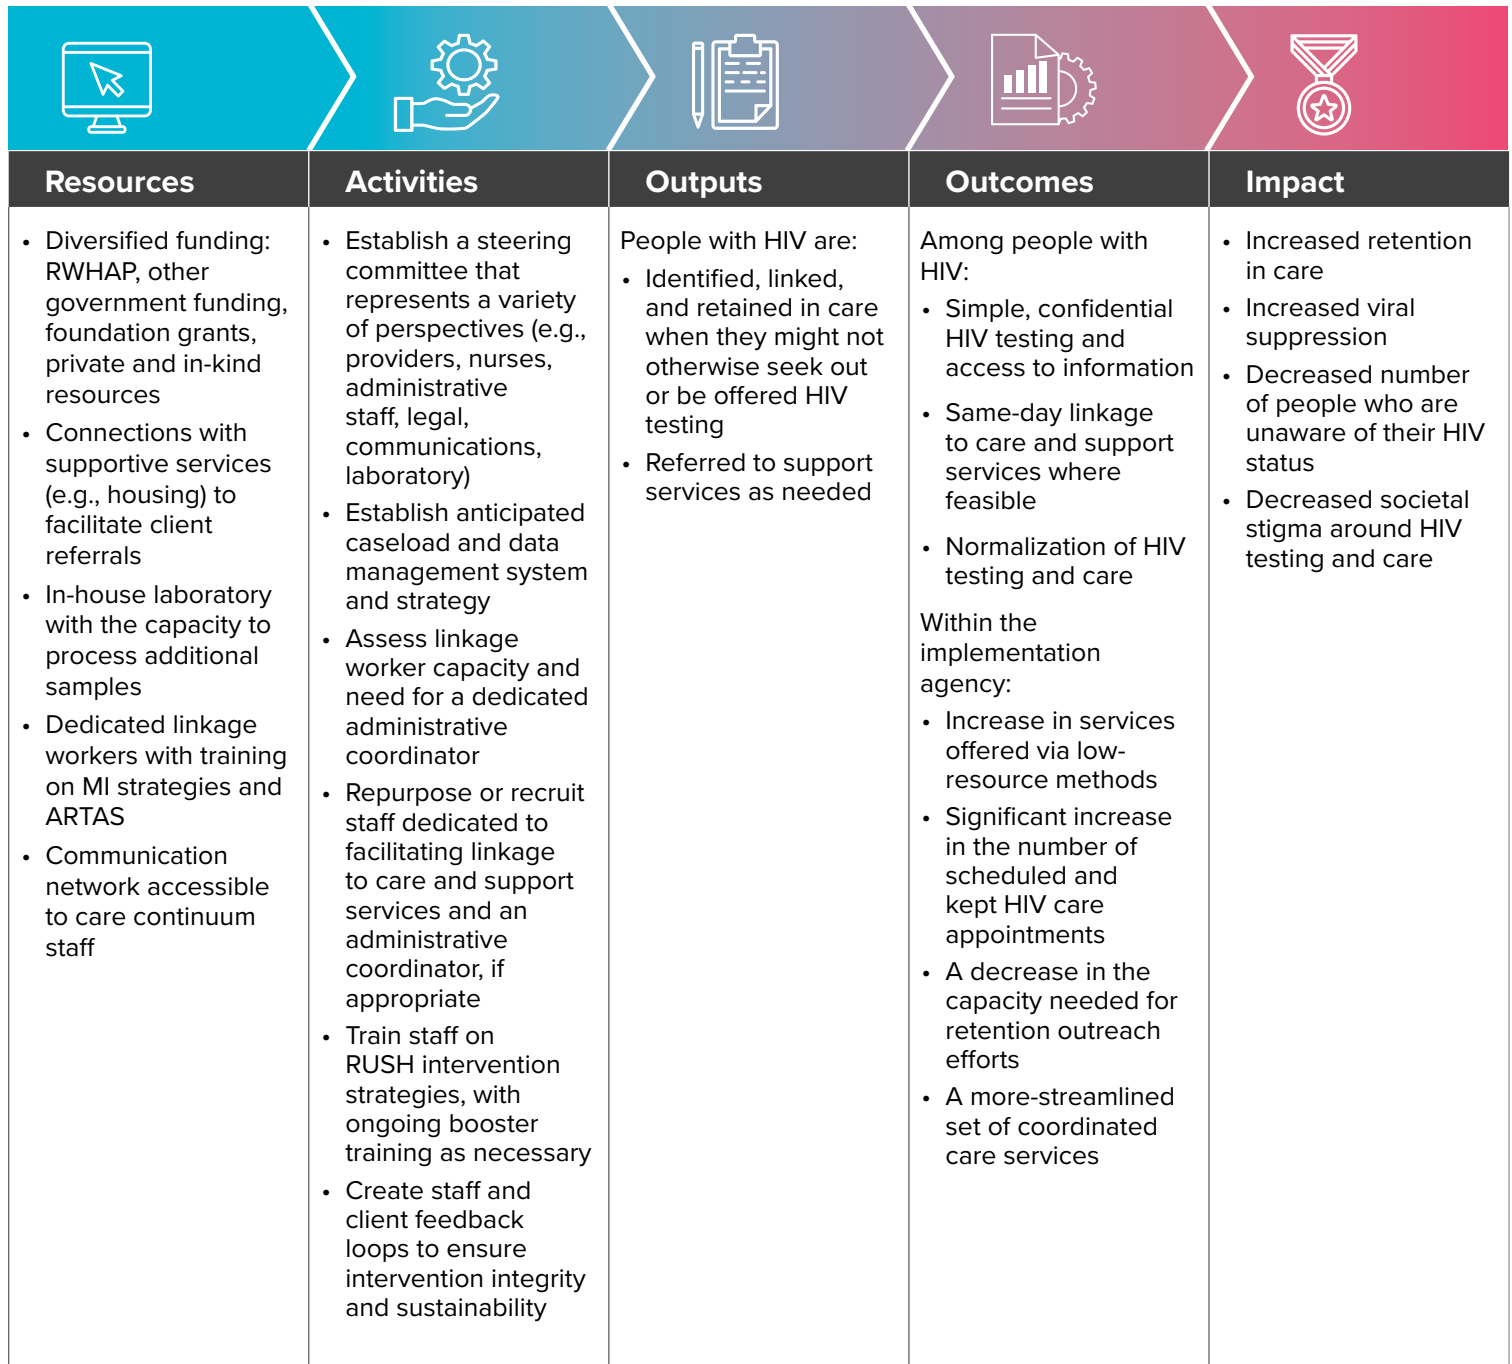 Resources
• Diversified funding:
RWHAP, other
government funding,
foundation grants,
private and in-kind
resources
• Connections with
supportive services
(e.g., housing) to
facilitate client
referrals
• In-house laboratory
with the capacity to
process additional
samples
• Dedicated linkage
workers with training
on MI strategies and
ARTAS
• Communication
network accessible
to care continuum
staff
Activities
• Establish a steering
committee that
represents a variety
of perspectives (e.g.,
providers, nurses,
administrative
staff, legal,
communications,
laboratory)
• Establish anticipated
caseload and data
management system
and strategy
• Assess linkage
worker capacity and
need for a dedicated
administrative
coordinator
• Repurpose or recruit
staff dedicated to
facilitating linkage
to care and support
services and an
administrative
coordinator, if
appropriate
• Train staff on
RUSH intervention
strategies, with
ongoing booster
training as necessary
• Create staff and
client feedback
loops to ensure
intervention integrity
and sustainability
Outputs
People with HIV are:
• Identified, linked,
and retained in care
when they might not
otherwise seek out
or be offered HIV
testing
• Referred to support
services as needed
Outcomes
Among people with
HIV:
• Simple, confidential
HIV testing and
access to information
• Same-day linkage
to care and support
services where
feasible
• Normalization of HIV
testing and care
Within the
implementation
agency:
• Increase in services
offered via low-
resource methods
• Significant increase
in the number of
scheduled and
kept HIV care
appointments
• A decrease in the
capacity needed for
retention outreach
efforts
• A more-streamlined
set of coordinated
care services
Impact
• Increased retention
in care
• Increased viral
suppression
• Decreased number
of people who are
unaware of their HIV
status
• Decreased societal
stigma around HIV
testing and care